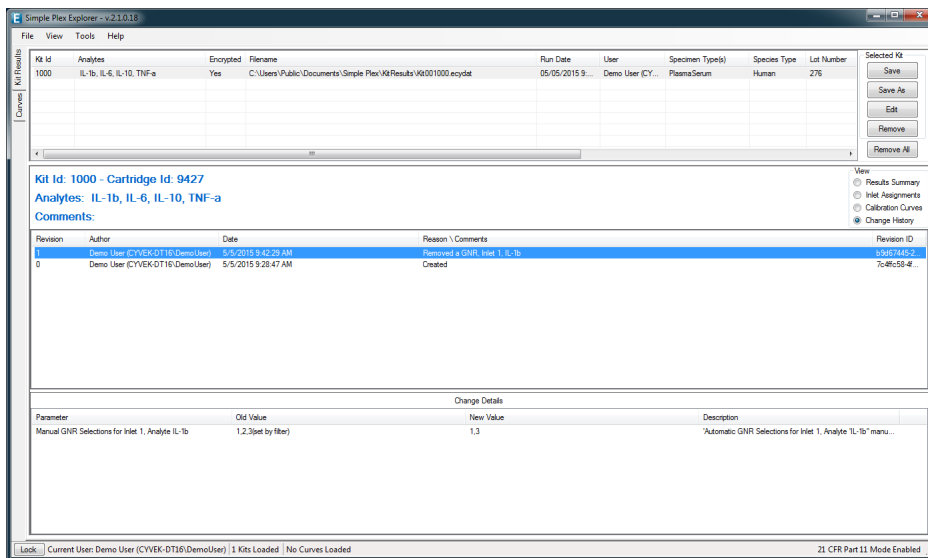 Simple Plex Explorer - v.2.1.0.18
File View Tools Help
Kit Results
Curves
Kit Id Analytes Encrypted Filename Run Date User Specimen Type(s) Species Type Lot Number
1000 IL-1b, IL-6, IL-10, TNF-a Yes C:\Users\Public\Documents\Simple Plex\KitResults\Kit001000.ecydat 05/05/2015 9:... Demo User (CY... PlasmaSerum Human 276
Selected Kit
Save
Save As
Edit
Remove
Remove All
Kit Id: 1000 - Cartridge Id: 9427
Analytes: IL-1b, IL-6, IL-10, TNF-a
Comments:
View
Results Summary
Inlet Assignments
Calibration Curves
Change History
Revision Author Date Reason \ Comments Revision ID
1 Demo User (CYVEK-DT16\DemoUser) 5/5/2015 9:42:29 AM Removed a GNR, Inlet 1, IL-1b b9d67445-2...
0 Demo User (CYVEK-DT16\DemoUser) 5/5/2015 9:28:47 AM Created 7c4ffc58-4f...
Change Details
Parameter Old Value New Value Description
Manual GNR Selections for Inlet 1, Analyte IL-1b 1,2,3(set by filter) 1,3 "Automatic GNR Selections for Inlet 1, Analyte 'IL-1b" manu...
Lock Current User: Demo User (CYVEK-DT16\DemoUser) 1 Kits Loaded No Curves Loaded 21 CFR Part 11 Mode Enabled